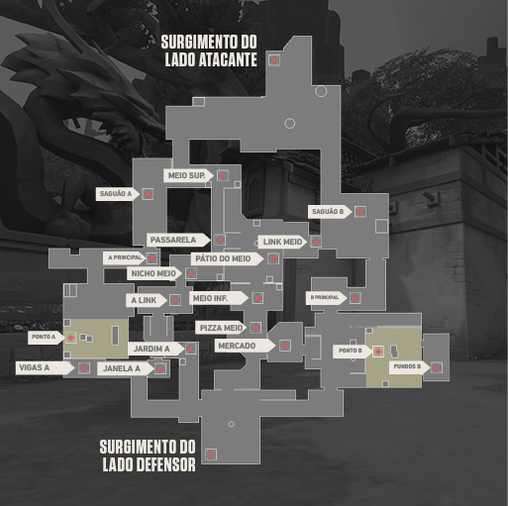 SURGIMENTO DO
LADO ATACANTE
MEIO SUP.
SAGUÃO A
SAGUÃO B
PASSARELA
LINK MEIO
A PRINCIPAL
PÁTIO DO MEIO
NICHO MEIO
A LINK
MEIO INF.
B PRINCIPAL
PIZZA MEIO
PONTO A
MERCADO
JARDIM A
PONTO B
VIGAS A
JANELA A
FUNDOS B
SURGIMENTO DO
LADO DEFENSOR